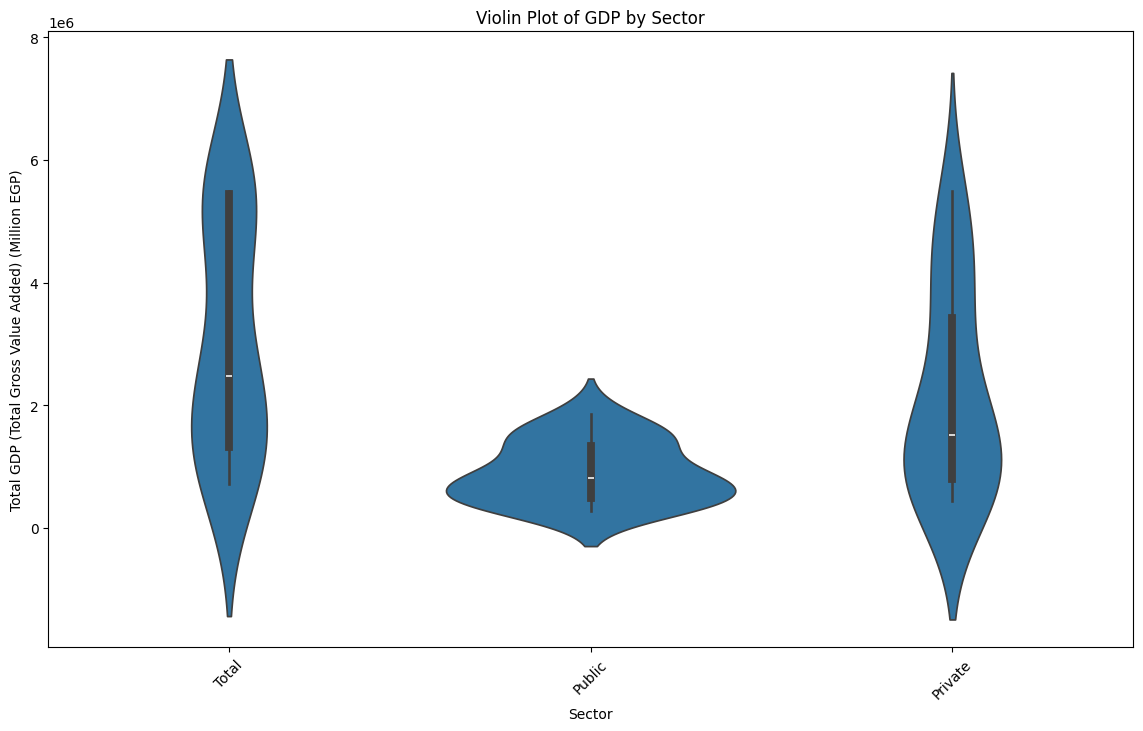 Violin Plot of GDP by Sector
1e6
8
6
4
2
0
Total GDP (Total Gross Value Added) (Million EGP)
Total
Public
Private
Sector